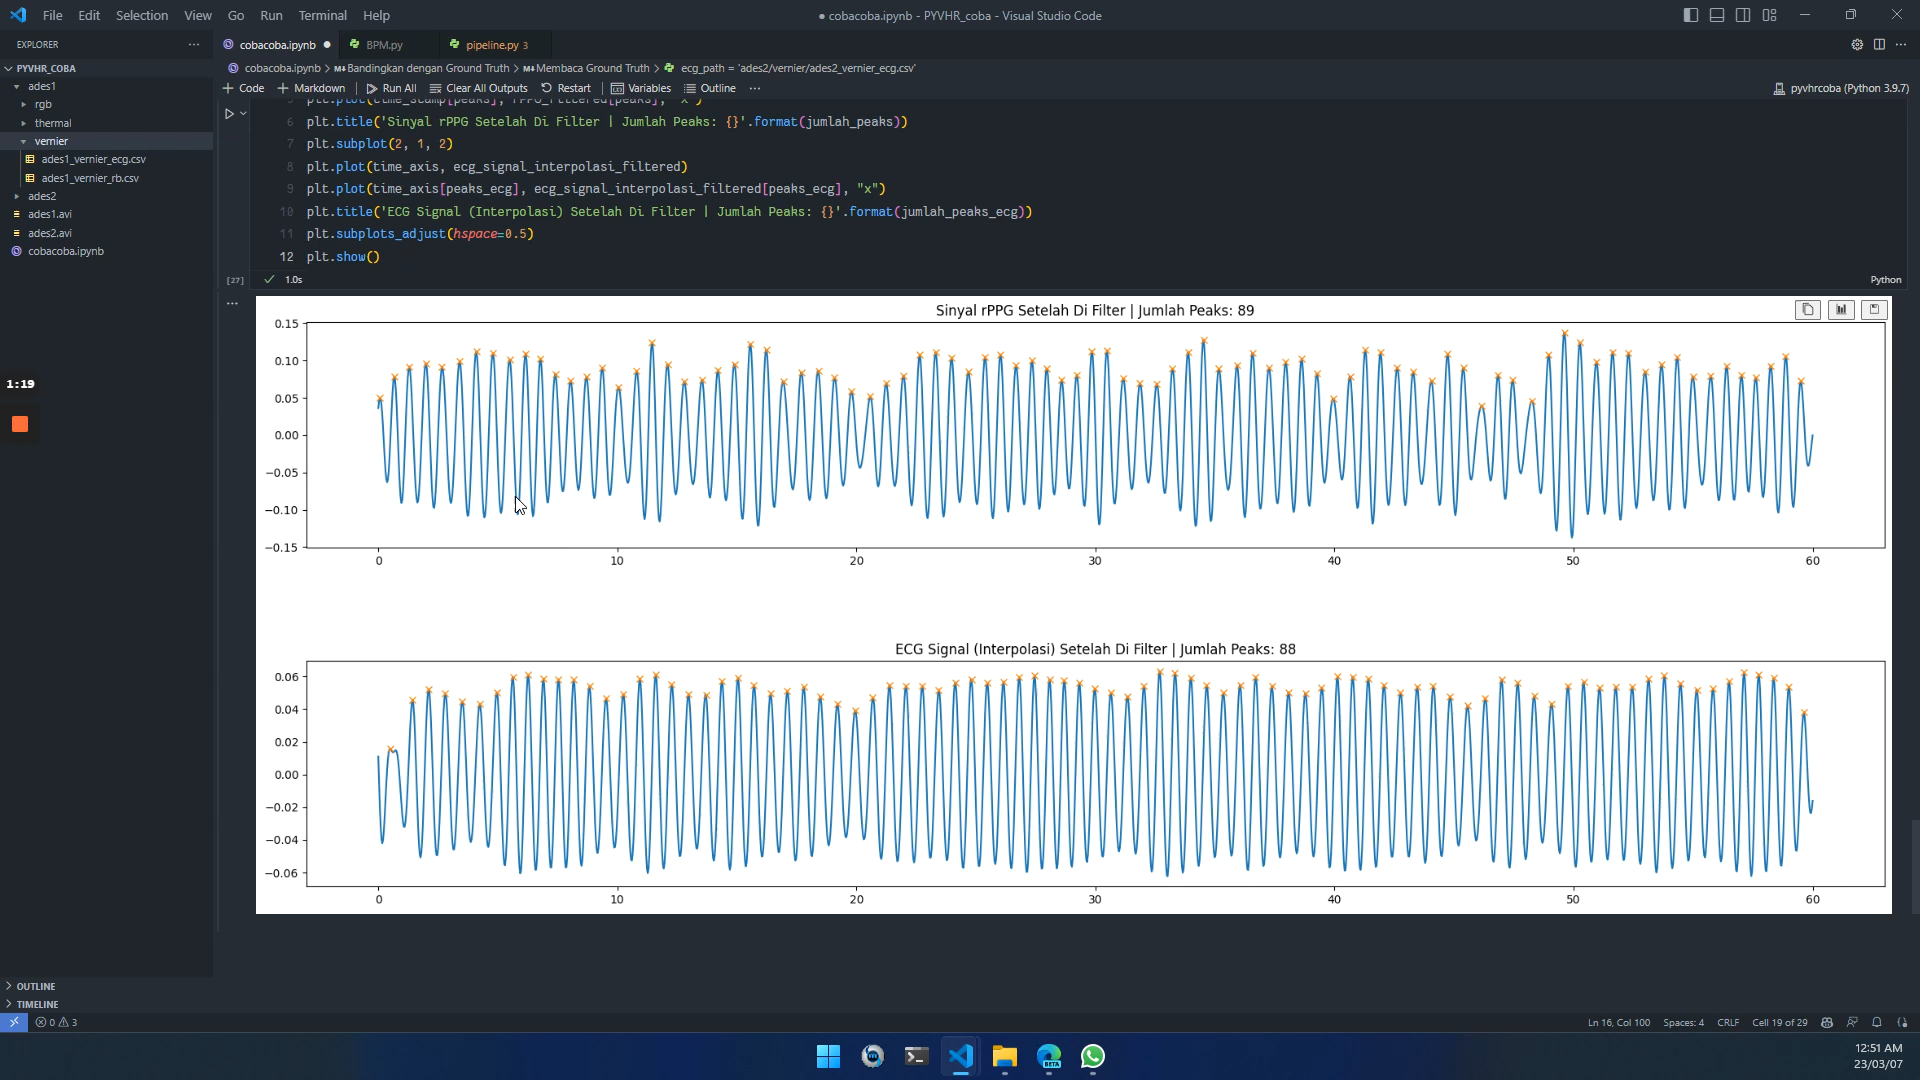 File Edit Selection View Go Run Terminal Help
● cobacoba.ipynb - PYVHR_coba - Visual Studio Code
EXPLORER
cobacoba.ipynb
BPM.py
pipeline.py 3
PYVHR_COBA
cobacoba.ipynb > M↓Bandingkan dengan Ground Truth > M↓Membaca Ground Truth > ecg_path = 'ades2/vernier/ades2_vernier_ecg.csv'
+ Code + Markdown Run All Clear All Outputs Restart Variables Outline ...
pyvhrcoba (Python 3.9.7)
ades1
rgb
thermal
vernier
ades1_vernier_ecg.csv
ades1_vernier_rb.csv
ades2
ades1.avi
ades2.avi
cobacoba.ipynb
6 plt.title('Sinyal rPPG Setelah Di Filter | Jumlah Peaks: {}'.format(jumlah_peaks))
7 plt.subplot(2, 1, 2)
8 plt.plot(time_axis, ecg_signal_interpolasi_filtered)
9 plt.plot(time_axis[peaks_ecg], ecg_signal_interpolasi_filtered[peaks_ecg], "x")
10 plt.title('ECG Signal (Interpolasi) Setelah Di Filter | Jumlah Peaks: {}'.format(jumlah_peaks_ecg))
11 plt.subplots_adjust(hspace=0.5)
12 plt.show()
[27]
1.0s
Python
1:19
Sinyal rPPG Setelah Di Filter | Jumlah Peaks: 89
0.15
0.10
0.05
0.00
−0.05
−0.10
−0.15
0 10 20 30 40 50 60
ECG Signal (Interpolasi) Setelah Di Filter | Jumlah Peaks: 88
0.06
0.04
0.02
0.00
−0.02
−0.04
−0.06
0 10 20 30 40 50 60
OUTLINE
TIMELINE
0 3
Ln 16, Col 100 Spaces: 4 CRLF Cell 19 of 29
BETA
12:51 AM
23/03/07